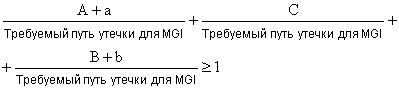 A + a
Требуемый путь утечки для MGI
+
C
Требуемый путь утечки для MGI
+
+
B + b
Требуемый путь утечки для MGI
≥ 1